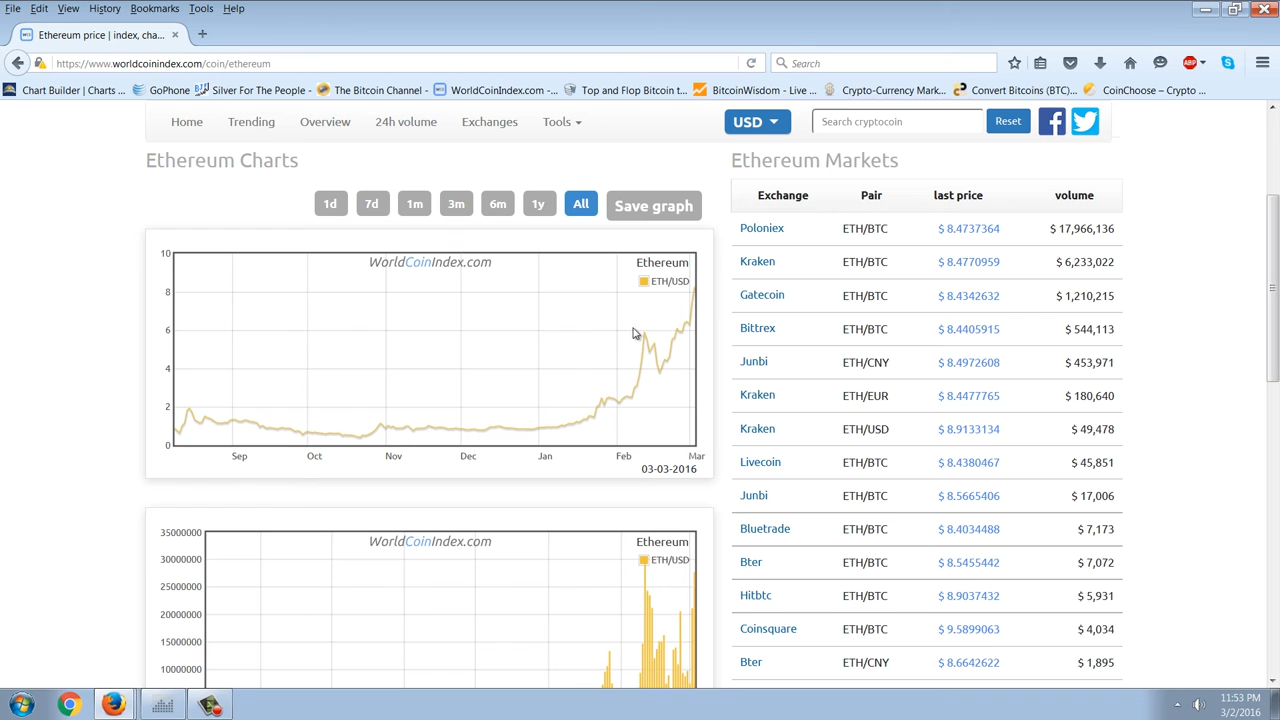 File Edit View History Bookmarks Tools Help
Ethereum price | index, cha...
https://www.worldcoinindex.com/coin/ethereum
Search
ABP
Chart Builder | Charts ...
GoPhone
Silver For The People -
The Bitcoin Channel -
WorldCoinIndex.com -...
Top and Flop Bitcoin t...
BitcoinWisdom - Live ...
Crypto-Currency Mark...
Convert Bitcoins (BTC)...
CoinChoose – Crypto ...
Home Trending Overview 24h volume Exchanges Tools
USD
Search cryptocoin
Reset
Ethereum Charts
1d 7d 1m 3m 6m 1y All Save graph
WorldCoinIndex.com
Ethereum
ETH/USD
10
8
6
4
2
0
Sep Oct Nov Dec Jan Feb Mar
03-03-2016
WorldCoinIndex.com
Ethereum
ETH/USD
35000000
30000000
25000000
20000000
15000000
10000000
Ethereum Markets
Exchange Pair last price volume
Poloniex ETH/BTC $ 8.4737364 $ 17,966,136
Kraken ETH/BTC $ 8.4770959 $ 6,233,022
Gatecoin ETH/BTC $ 8.4342632 $ 1,210,215
Bittrex ETH/BTC $ 8.4405915 $ 544,113
Junbi ETH/CNY $ 8.4972608 $ 453,971
Kraken ETH/EUR $ 8.4477765 $ 180,640
Kraken ETH/USD $ 8.9133134 $ 49,478
Livecoin ETH/BTC $ 8.4380467 $ 45,851
Junbi ETH/BTC $ 8.5665406 $ 17,006
Bluetrade ETH/BTC $ 8.4034488 $ 7,173
Bter ETH/BTC $ 8.5455442 $ 7,072
Hitbtc ETH/BTC $ 8.9037432 $ 5,931
Coinsquare ETH/BTC $ 9.5899063 $ 4,034
Bter ETH/CNY $ 8.6642622 $ 1,895
11:53 PM
3/2/2016